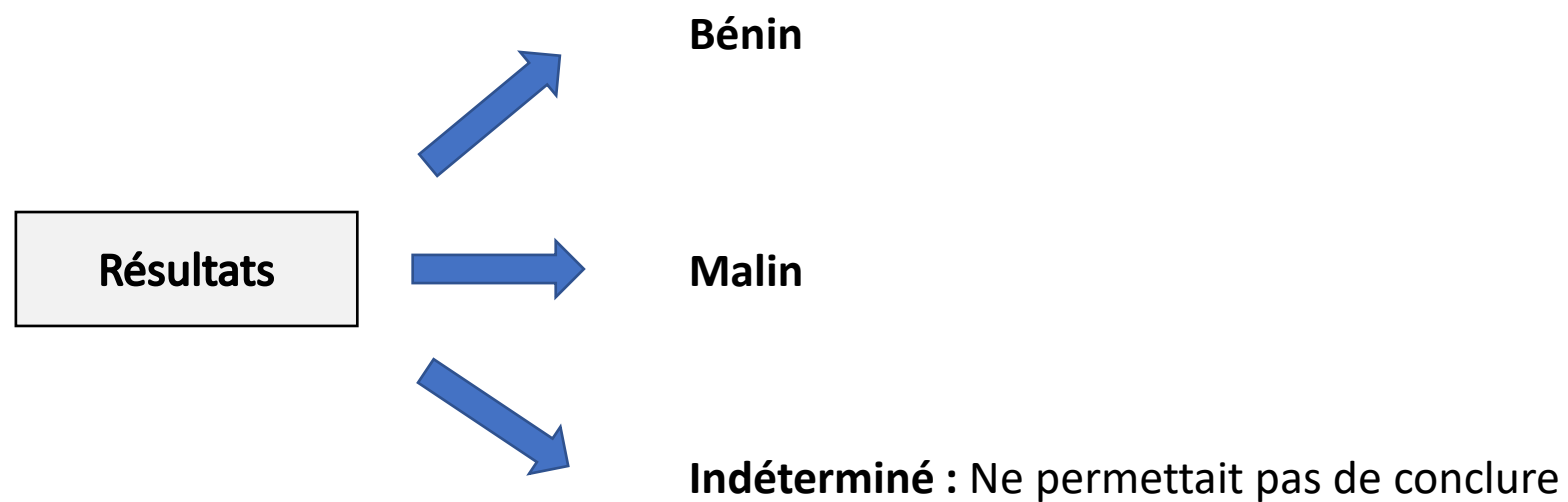 Bénin
Résultats
Malin
Indéterminé : Ne permettait pas de conclure